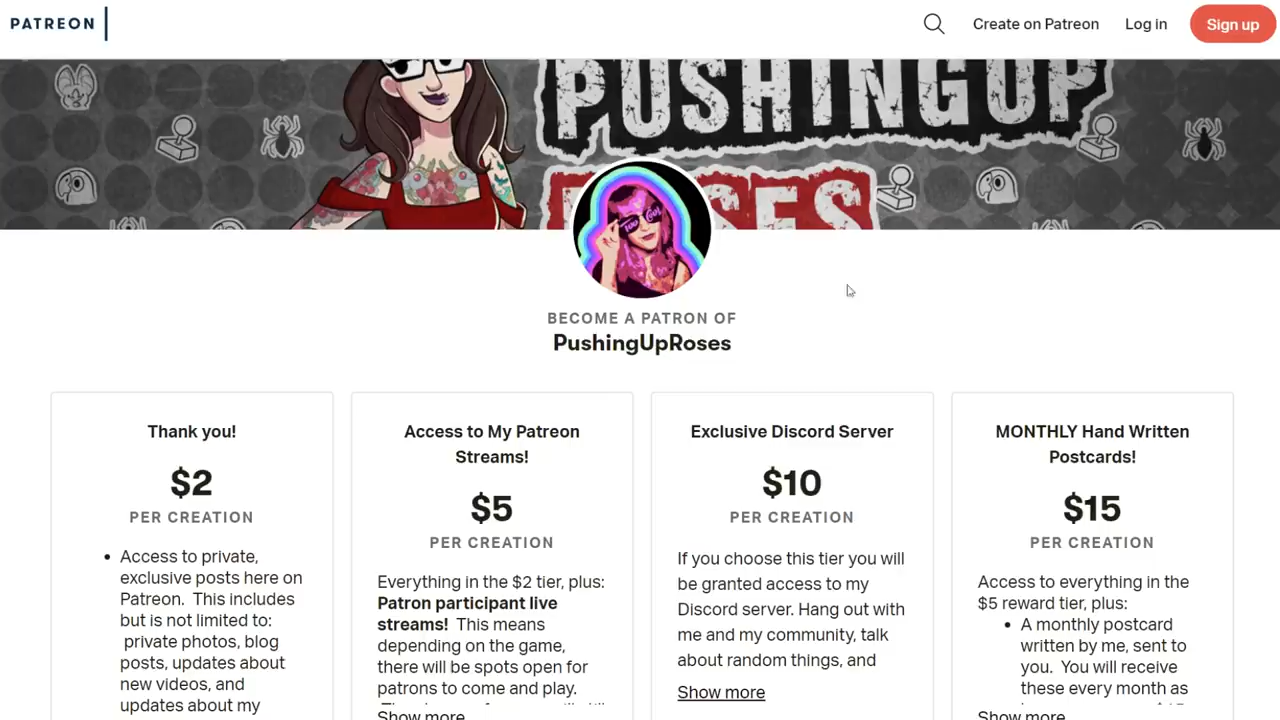 PATREON
Create on Patreon
Log in
Sign up
PUSHINGUP
ROSES
TOO COOL
BECOME A PATRON OF
PushingUpRoses
Thank you!
$2
PER CREATION
• Access to private,
exclusive posts here on
Patreon. This includes
but is not limited to:
private photos, blog
posts, updates about
new videos, and
updates about my
Access to My Patreon
Streams!
$5
PER CREATION
Everything in the $2 tier, plus:
Patron participant live
streams! This means
depending on the game,
there will be spots open for
patrons to come and play.
Show more
Exclusive Discord Server
$10
PER CREATION
If you choose this tier you will
be granted access to my
Discord server. Hang out with
me and my community, talk
about random things, and
Show more
MONTHLY Hand Written
Postcards!
$15
PER CREATION
Access to everything in the
$5 reward tier, plus:
• A monthly postcard
written by me, sent to
you. You will receive
these every month as
Show more